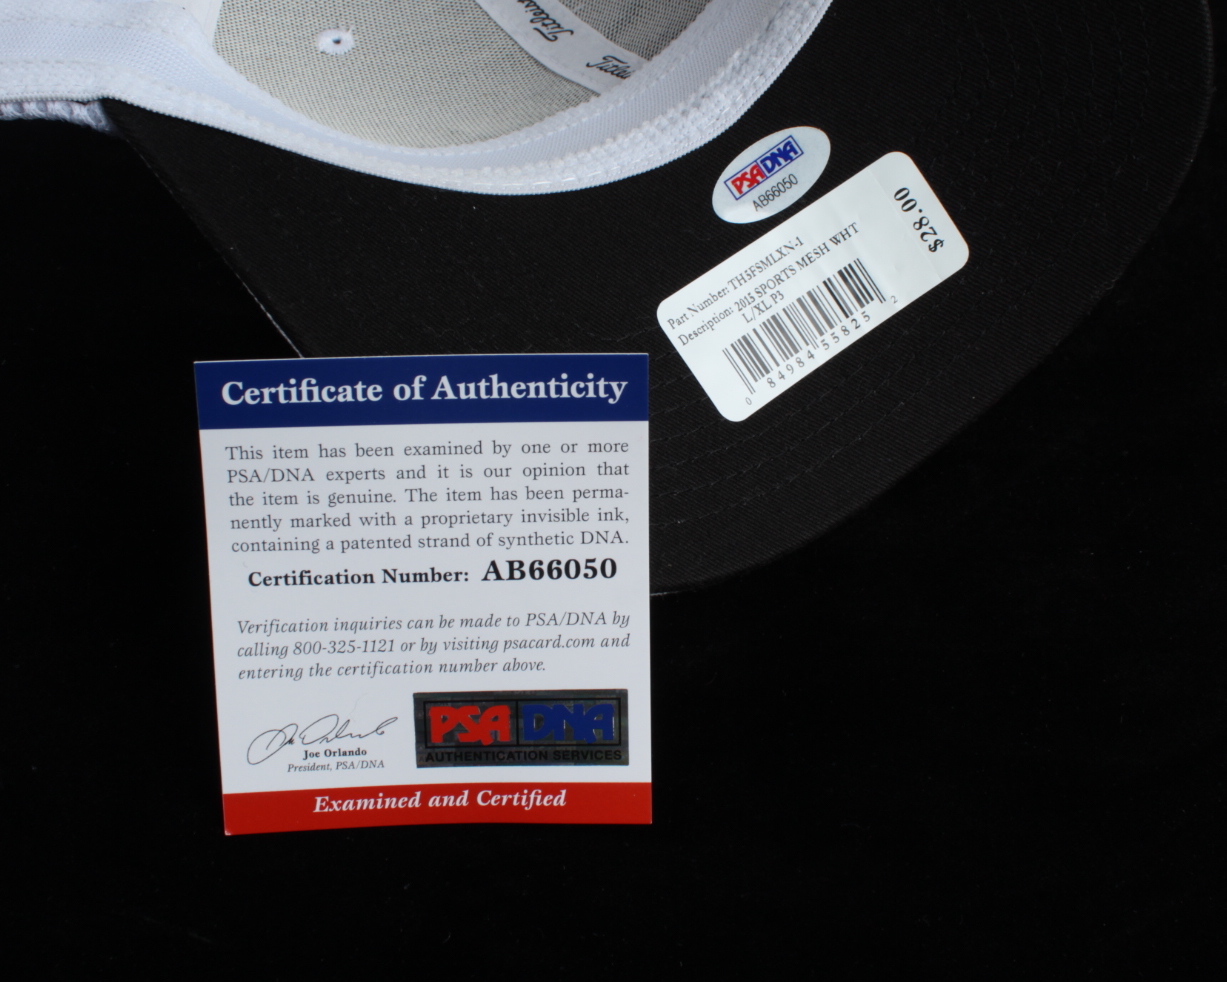 Titleist
PSA DNA
AB66050
$28.00
Part Number: TH5FSMLXN-1
Description: 2015 SPORTS MESH WHT
L/XL P3
0 84984 55825 2
Certificate of Authenticity
This item has been examined by one or more
PSA/DNA experts and it is our opinion that
the item is genuine. The item has been perma-
nently marked with a proprietary invisible ink,
containing a patented strand of synthetic DNA.
Certification Number: AB66050
Verification inquiries can be made to PSA/DNA by
calling 800-325-1121 or by visiting psacard.com and
entering the certification number above.
Joe Orlando
President, PSA/DNA
PSA DNA
AUTHENTICATION SERVICES
Examined and Certified